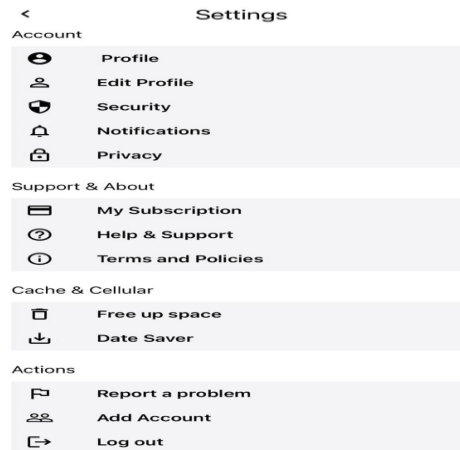 Settings
Account
Profile
Edit Profile
Security
Notifications
Privacy
Support & About
My Subscription
Help & Support
Terms and Policies
Cache & Cellular
Free up space
Date Saver
Actions
Report a problem
Add Account
Log out